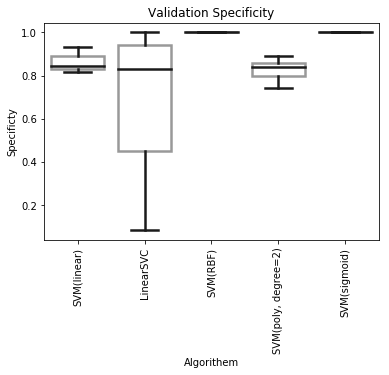 Validation Specificity
Specificty
1.0
0.8
0.6
0.4
0.2
SVM(linear)
LinearSVC
SVM(RBF)
SVM(poly, degree=2)
SVM(sigmoid)
Algorithem